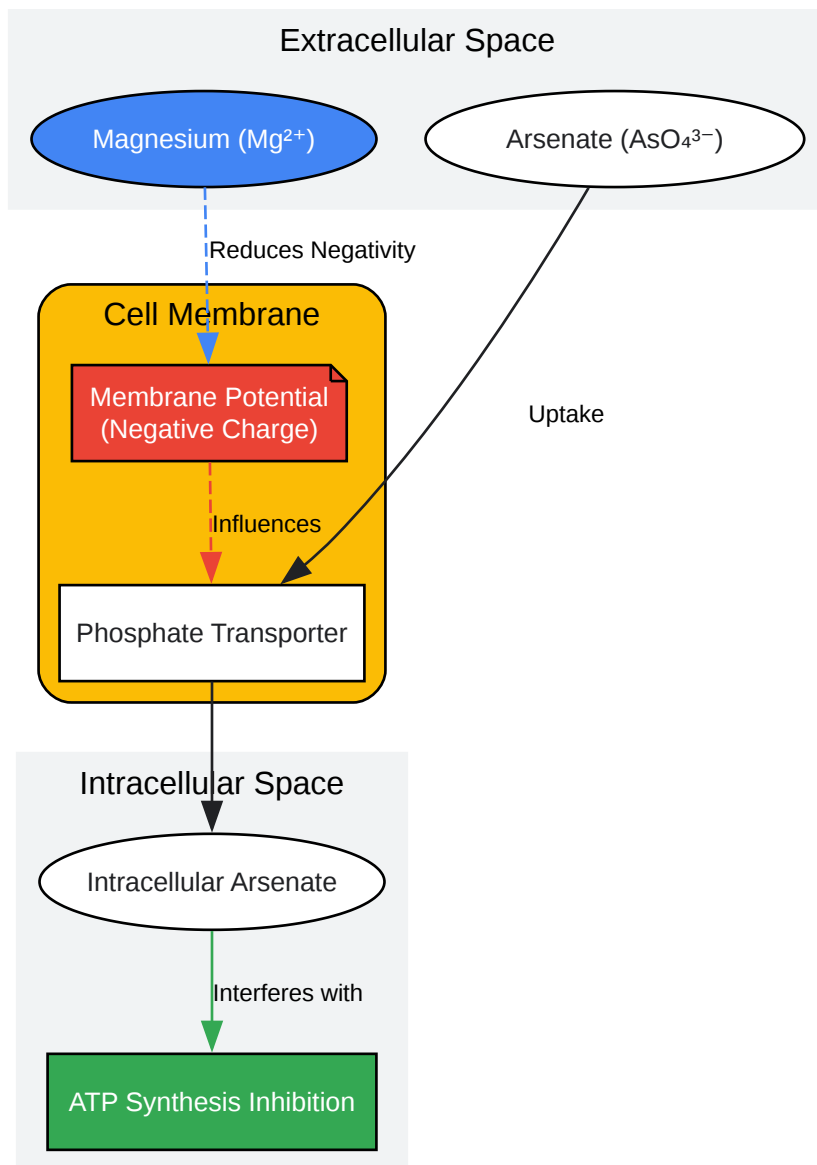 Extracellular Space
Magnesium (Mg²⁺)
Arsenate (AsO₄³⁻)
Reduces Negativity
Cell Membrane
Membrane Potential
(Negative Charge)
Uptake
Influences
Phosphate Transporter
Intracellular Space
Intracellular Arsenate
Interferes with
ATP Synthesis Inhibition